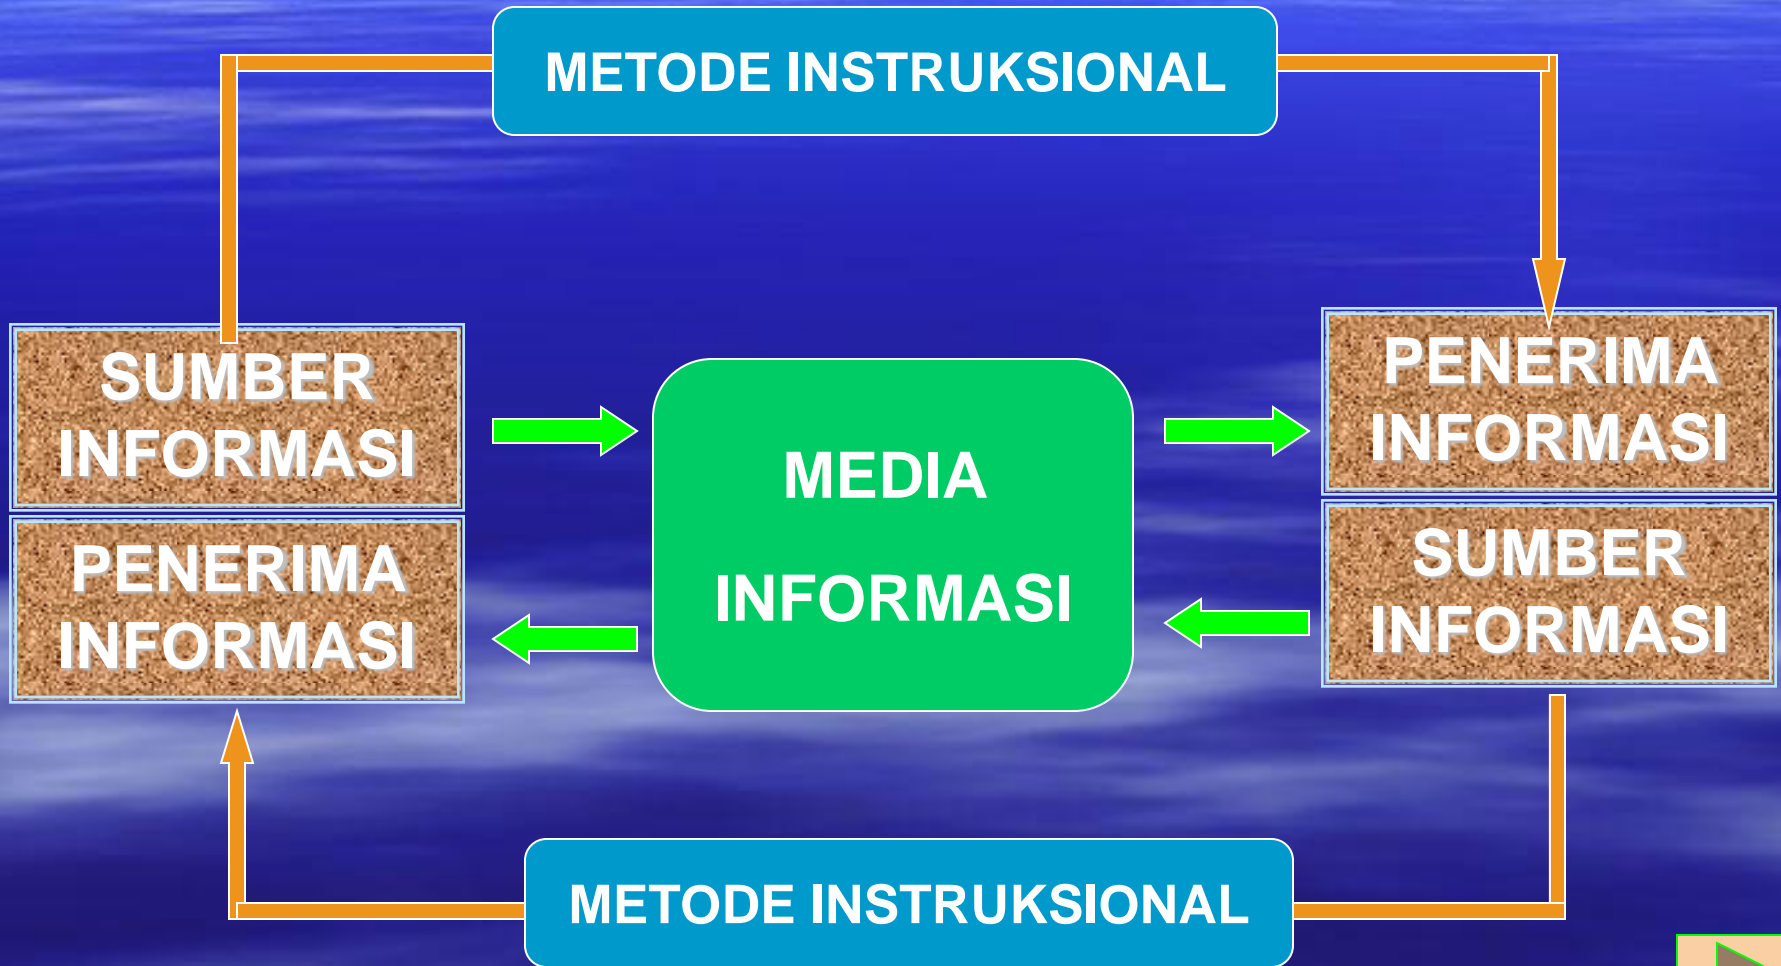 METODE INSTRUKSIONAL
SUMBER
INFORMASI
PENERIMA
INFORMASI
MEDIA
INFORMASI
PENERIMA
INFORMASI
SUMBER
INFORMASI
METODE INSTRUKSIONAL